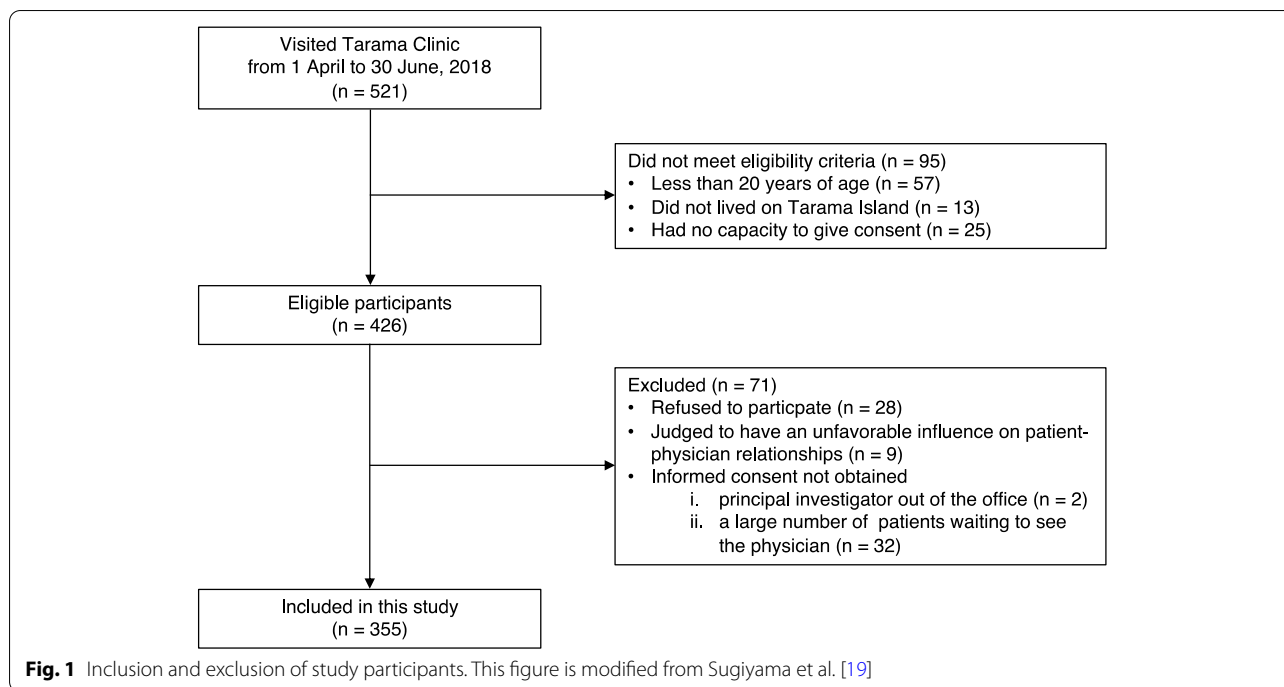 Visited Tarama Clinic
from 1 April to 30 June, 2018
(n = 521)
Did not meet eligibility criteria (n = 95)
• Less than 20 years of age (n = 57)
• Did not lived on Tarama Island (n = 13)
• Had no capacity to give consent (n = 25)
Eligible participants
(n = 426)
Excluded (n = 71)
• Refused to particpate (n = 28)
• Judged to have an unfavorable influence on patient-
physician relationships (n = 9)
• Informed consent not obtained
i. principal investigator out of the office (n = 2)
ii. a large number of patients waiting to see
the physician (n = 32)
Included in this study
(n = 355)
Fig. 1 Inclusion and exclusion of study participants. This figure is modified from Sugiyama et al. [19]